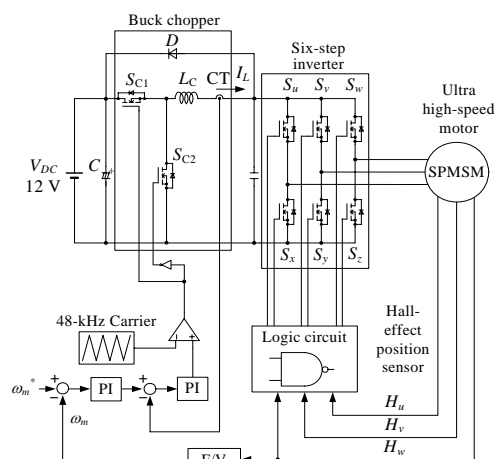 Buck chopper
D
Six-step
inverter
S_C1
L_C
CT
I_L
S_u
S_v
S_w
Ultra
high-speed
motor
V_DC
12 V
C
+
S_C2
SPMSM
S_x
S_y
S_z
48-kHz Carrier
− +
Logic circuit
Hall-
effect
position
sensor
ω_m*
+
−
PI
+
−
PI
ω_m
H_u
H_v
H_w
F/V